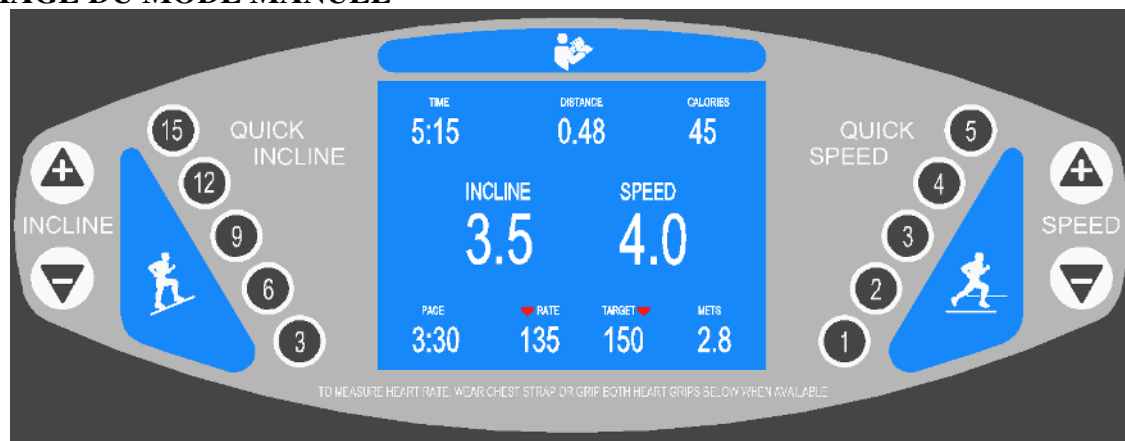 AGE DU MODE MANUEL
15
QUICK
INCLINE
12
9
6
3
INCLINE
TIME
DISTANCE
CALORIES
5:15
0.48
45
INCLINE
SPEED
3.5
4.0
PACE
RATE
TARGET
METS
3:30
135
150
2.8
QUICK
SPEED
5
4
3
2
1
SPEED
TO MEASURE HEART RATE: WEAR CHEST STRAP OR GRIP BOTH HEART GRIPS BELOW WHEN AVAILABLE